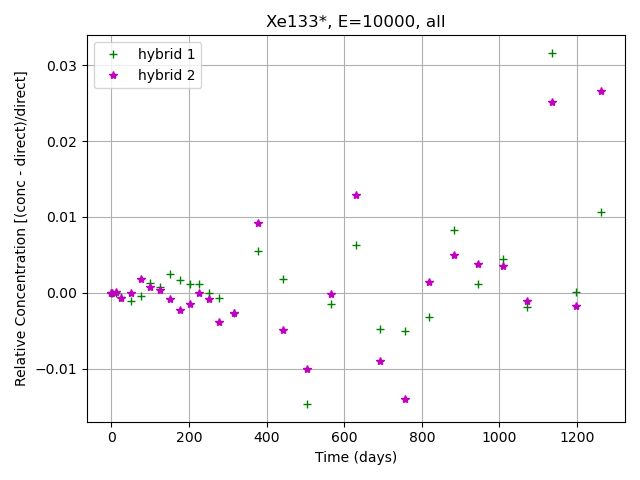 Xe133*, E=10000, all
hybrid 1
hybrid 2
Relative Concentration [(conc - direct)/direct]
0.03
0.02
0.01
0.00
−0.01
0
200
400
600
800
1000
1200
Time (days)